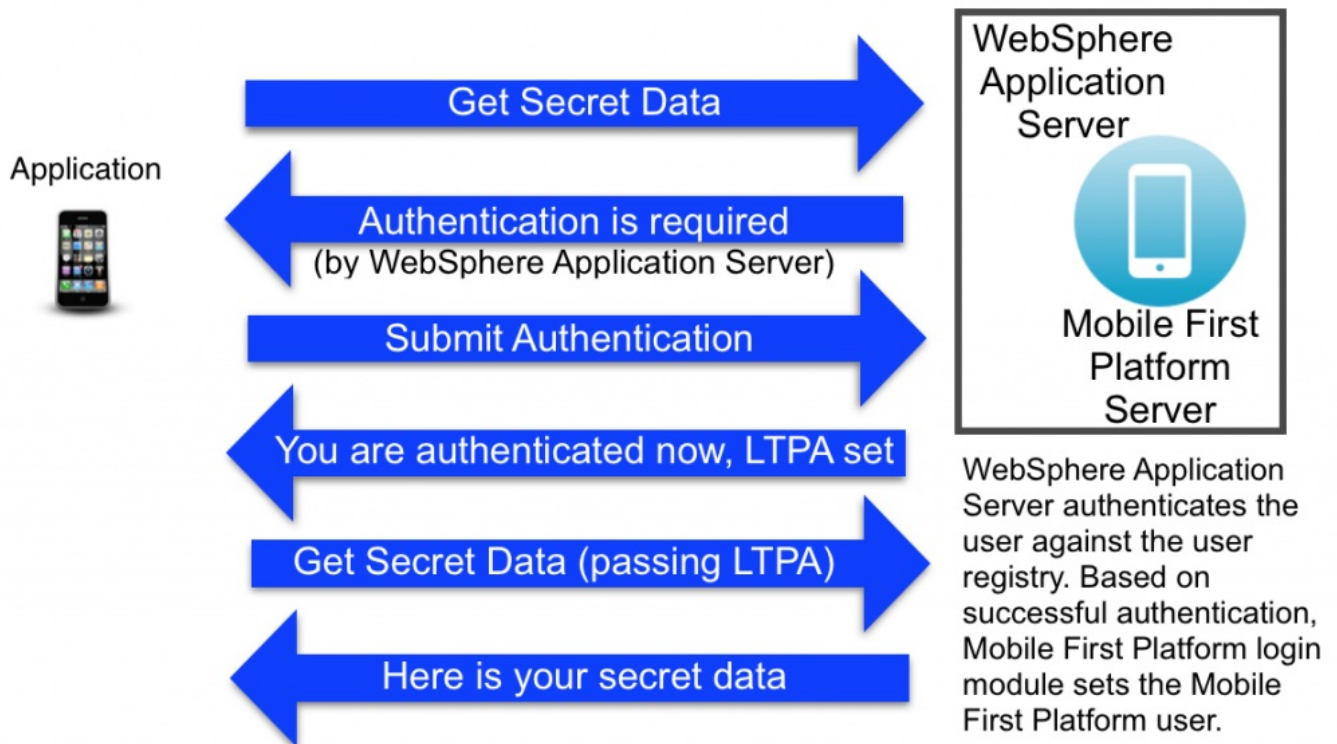 WebSphere
Application
Server
Get Secret Data
Application
Authentication is required
(by WebSphere Application Server)
Submit Authentication
Mobile First
Platform
Server
You are authenticated now, LTPA set
Get Secret Data (passing LTPA)
Here is your secret data
WebSphere Application
Server authenticates the
user against the user
registry. Based on
successful authentication,
Mobile First Platform login
module sets the Mobile
First Platform user.